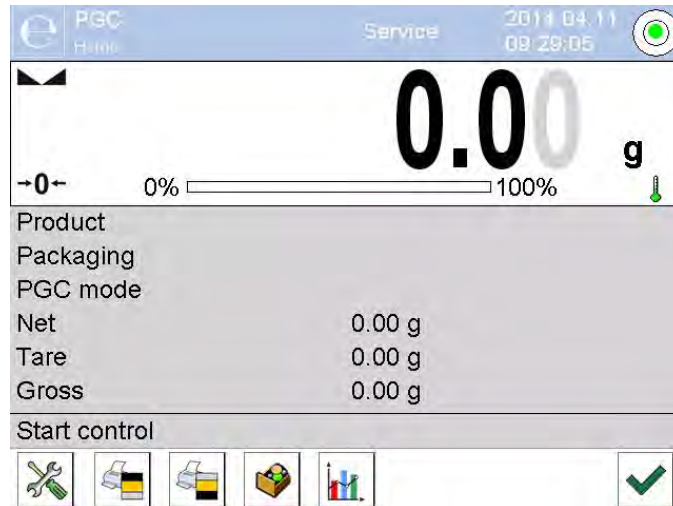 e PGC Service 2014.04.11
Home 09:29:05
0.00 g
→0← 0% 100%
Product
Packaging
PGC mode
Net 0.00 g
Tare 0.00 g
Gross 0.00 g
Start control